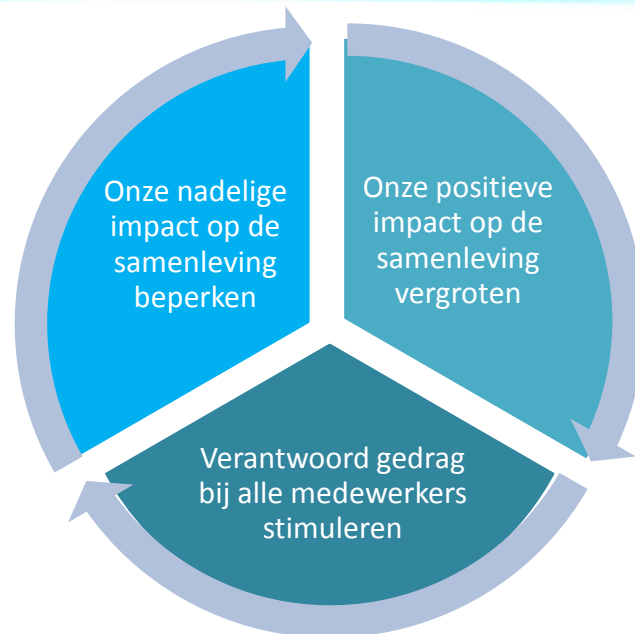 Onze nadelige
impact op de
samenleving
beperken
Onze positieve
impact op de
samenleving
vergroten
Verantwoord gedrag
bij alle medewerkers
stimuleren